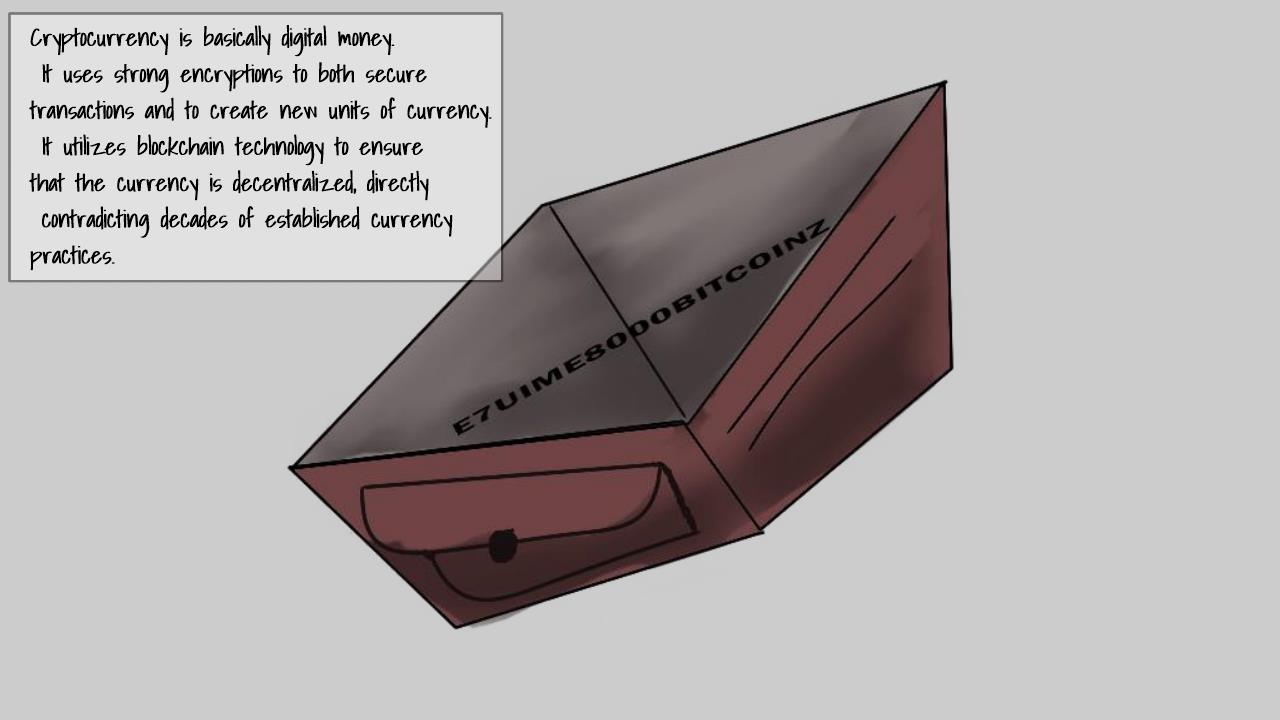 Cryptocurrency is basically digital money.
It uses strong encryptions to both secure
transactions and to create new units of currency.
It utilizes blockchain technology to ensure
that the currency is decentralized, directly
contradicting decades of established currency
practices.
E7UIME8000BITCOINZ